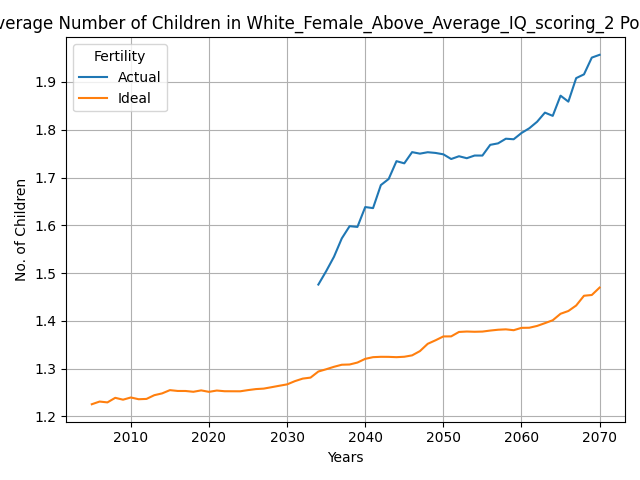 verage Number of Children in White_Female_Above_Average_IQ_scoring_2 Po
Fertility
Actual
Ideal
1.9
1.8
1.7
1.6
1.5
1.4
1.3
1.2
No. of Children
2010
2020
2030
2040
2050
2060
2070
Years